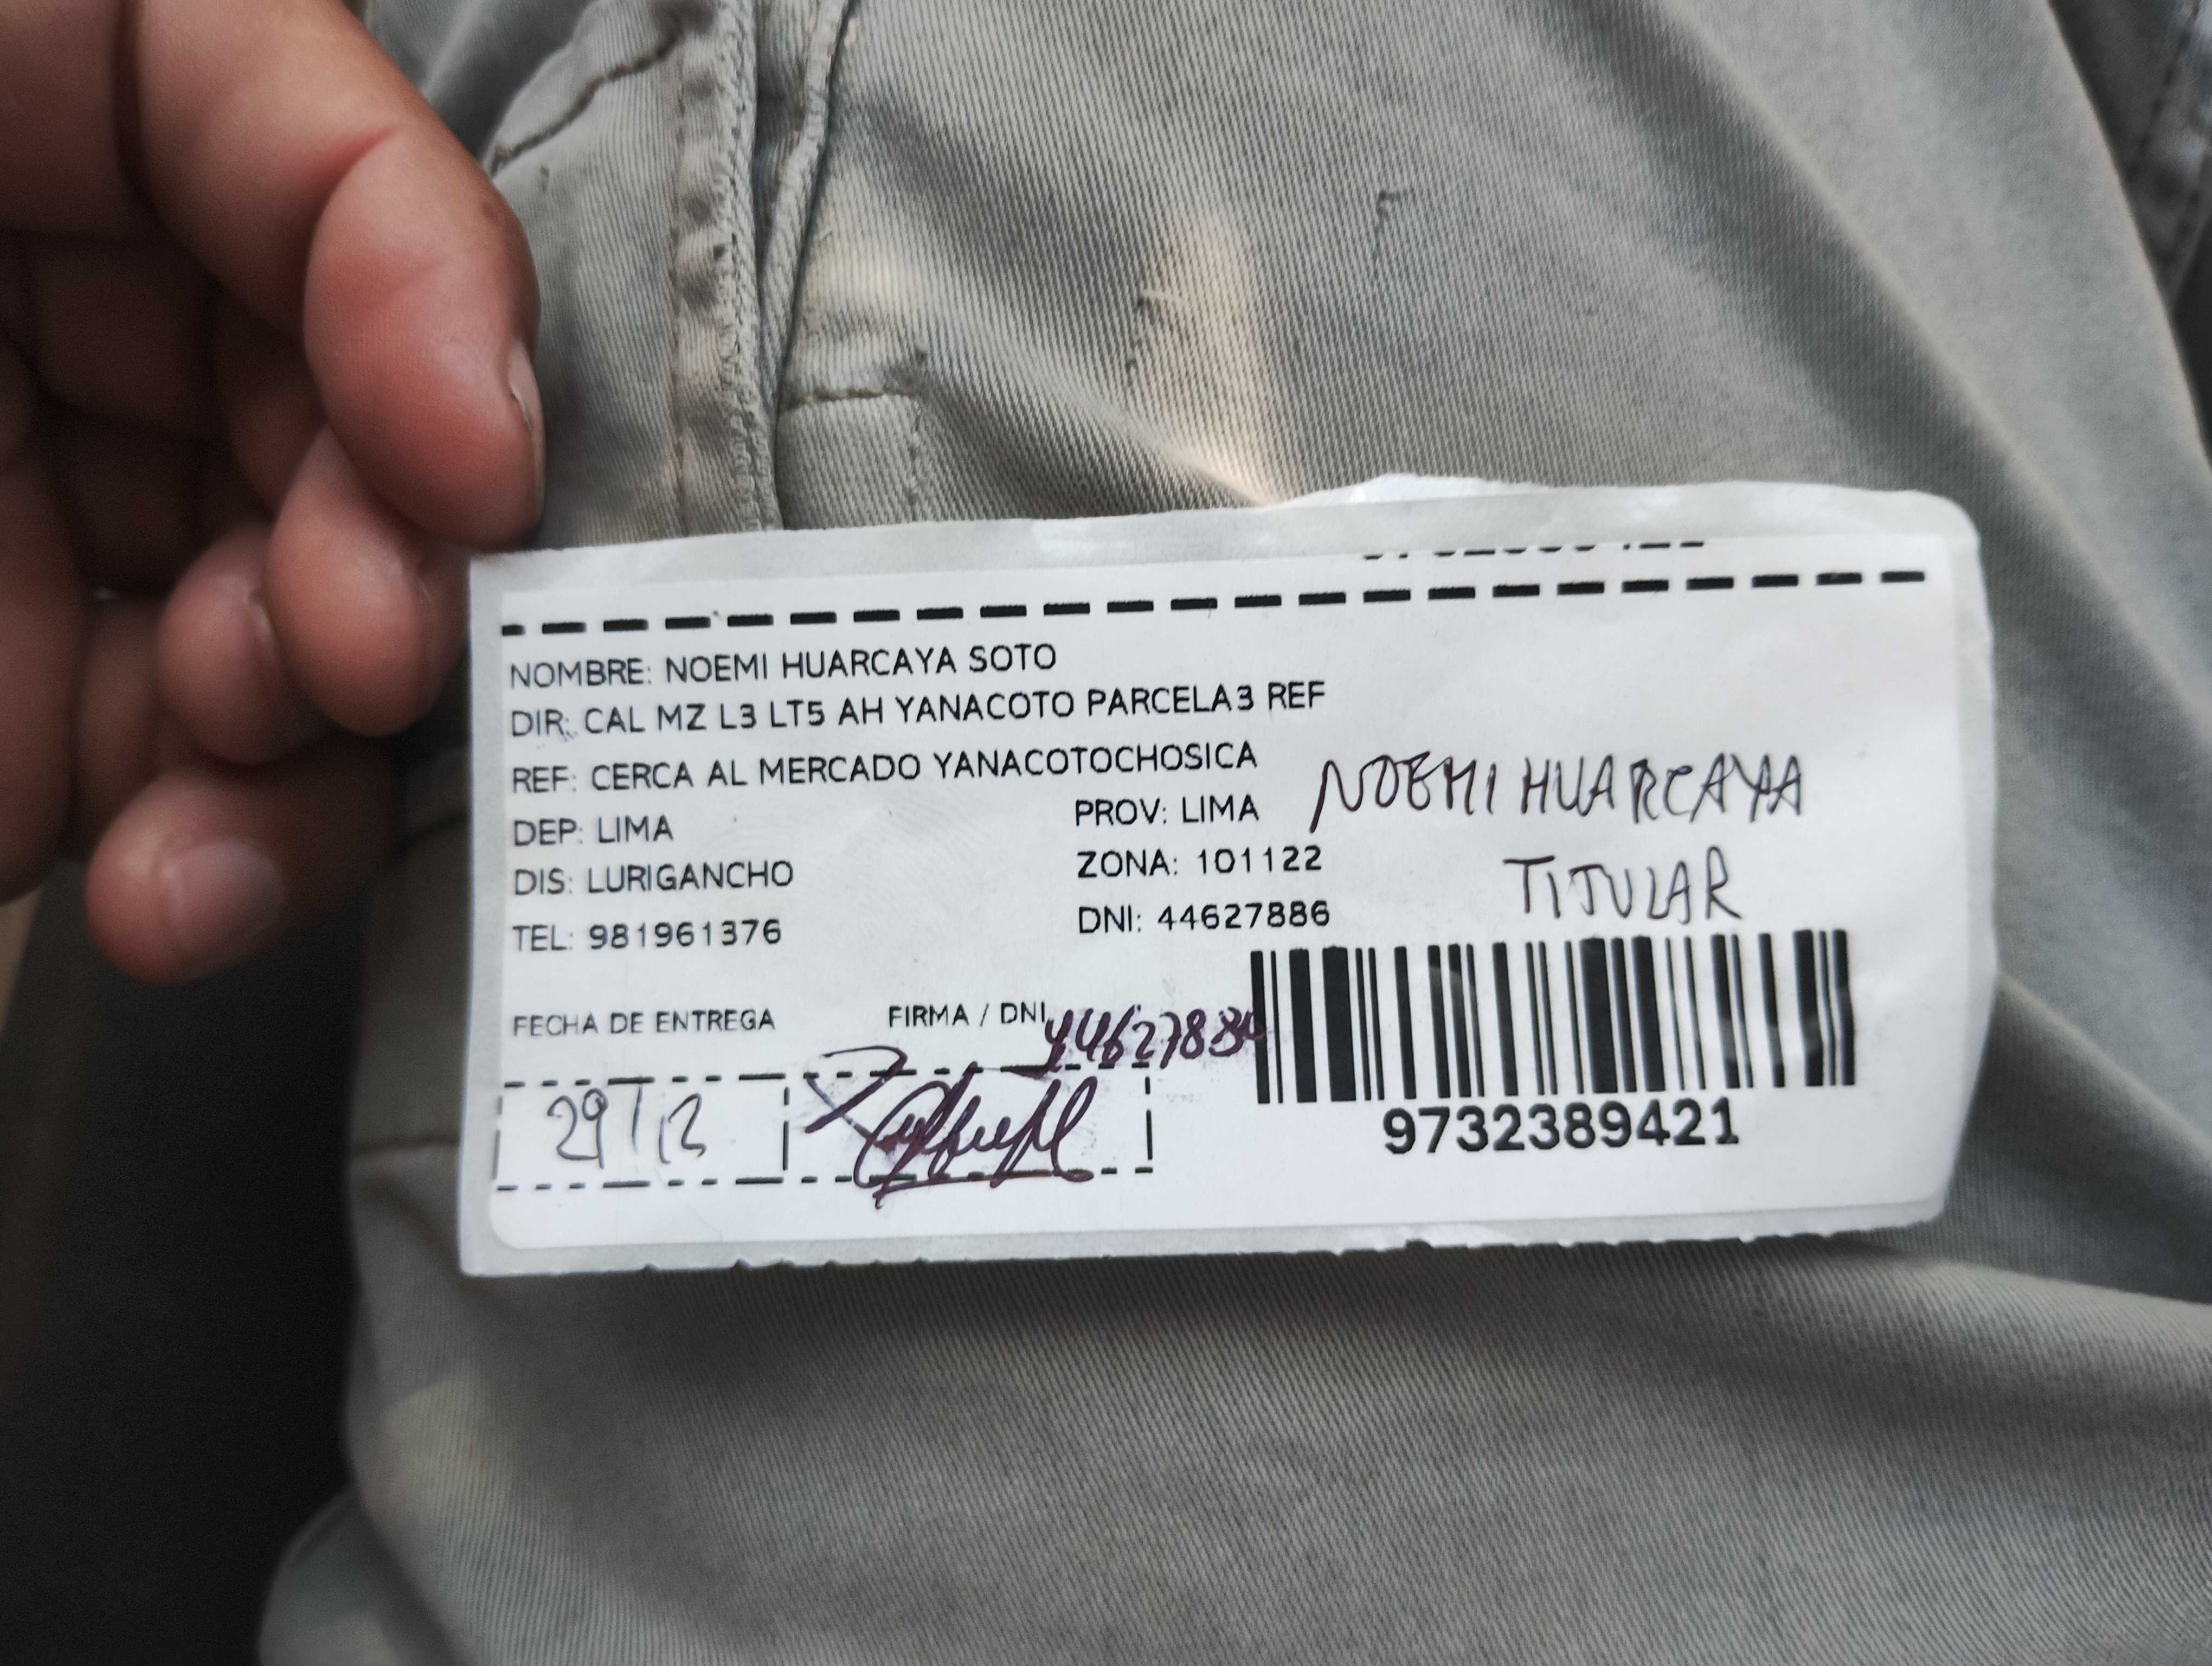 NOMBRE: NOEMI HUARCAYA SOTO
DIR: CAL MZ L3 LT5 AH YANACOTO PARCELA3 REF
REF: CERCA AL MERCADO YANACOTOCHOSICA
DEP: LIMA PROV: LIMA
DIS: LURIGANCHO ZONA: 101122
TEL: 981961376 DNI: 44627886
NOEMI HUARCAYA
TITULAR
FECHA DE ENTREGA FIRMA / DNI
29/12
9732389421